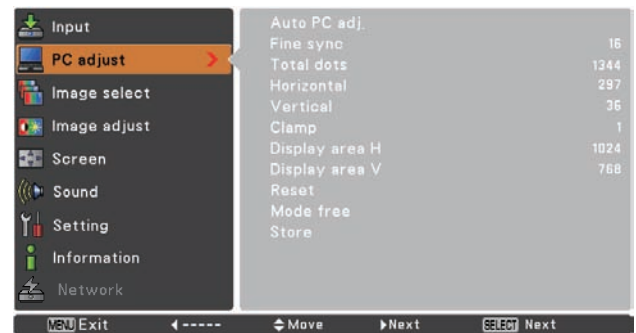 Input
PC adjust
Image select
Image adjust
Screen
Sound
Setting
Information
Network
Auto PC adj.
Fine sync 16
Total dots 1344
Horizontal 297
Vertical 36
Clamp 1
Display area H 1024
Display area V 768
Reset
Mode free
Store
MENU Exit ----- Move Next SELECT Next